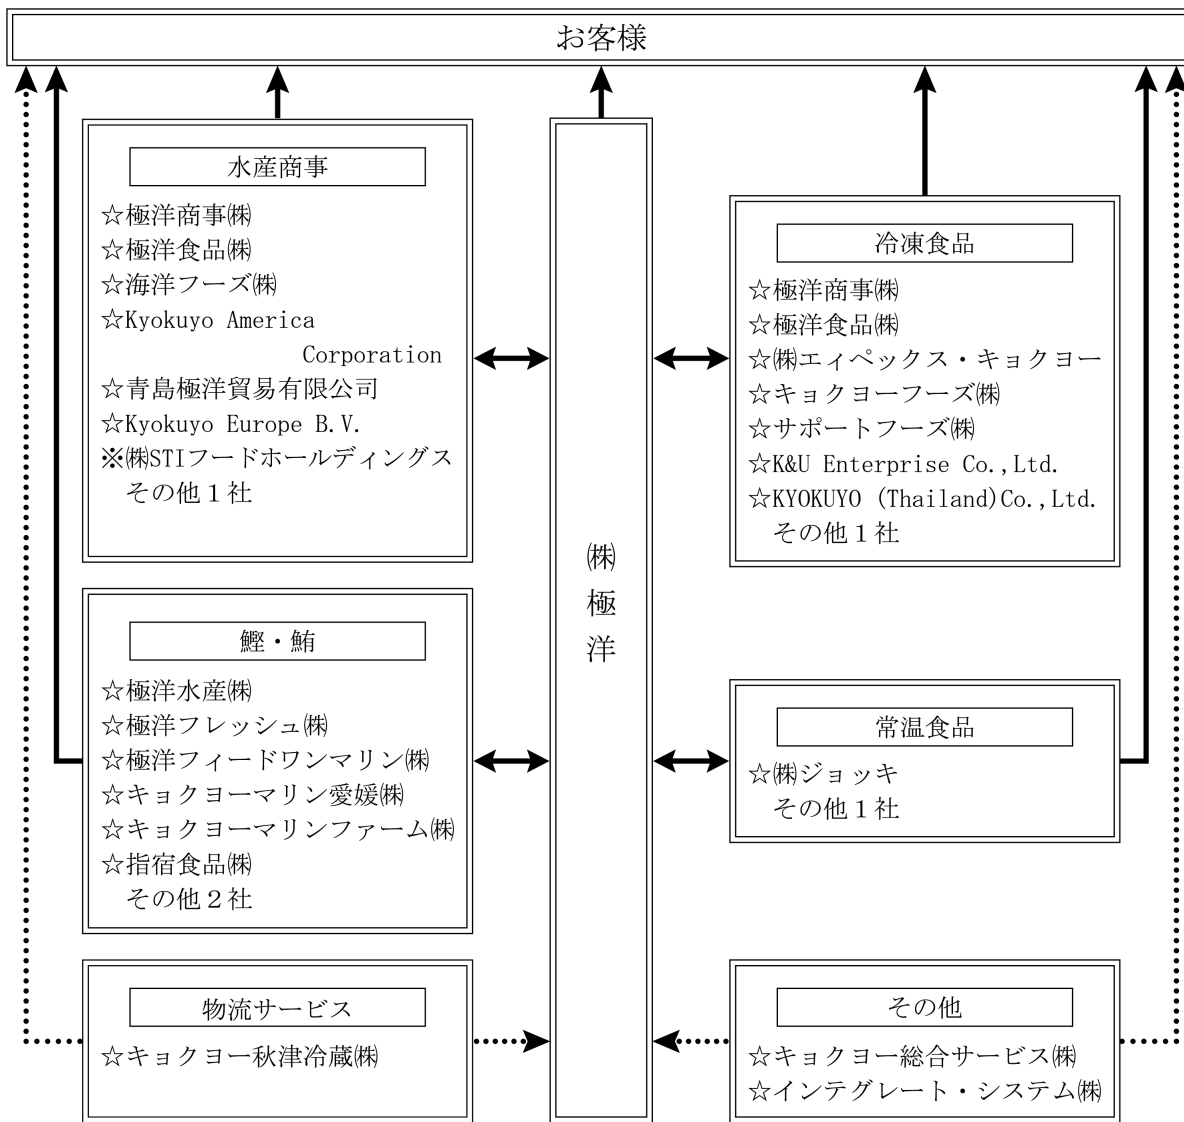 お客様
水産商事
☆極洋商事㈱
☆極洋食品㈱
☆海洋フーズ㈱
☆Kyokuyo America
Corporation
☆青島極洋貿易有限公司
☆Kyokuyo Europe B.V.
※㈱STIフードホールディングス
その他１社
鰹・鮪
☆極洋水産㈱
☆極洋フレッシュ㈱
☆極洋フィードワンマリン㈱
☆キョクヨーマリン愛媛㈱
☆キョクヨーマリンファーム㈱
☆指宿食品㈱
その他２社
物流サービス
☆キョクヨー秋津冷蔵㈱
㈱極洋
冷凍食品
☆極洋商事㈱
☆極洋食品㈱
☆㈱エィペックス・キョクヨー
☆キョクヨーフーズ㈱
☆サポートフーズ㈱
☆K&U Enterprise Co.,Ltd.
☆KYOKUYO (Thailand)Co.,Ltd.
その他１社
常温食品
☆㈱ジョッキ
その他１社
その他
☆キョクヨー総合サービス㈱
☆インテグレート・システム㈱